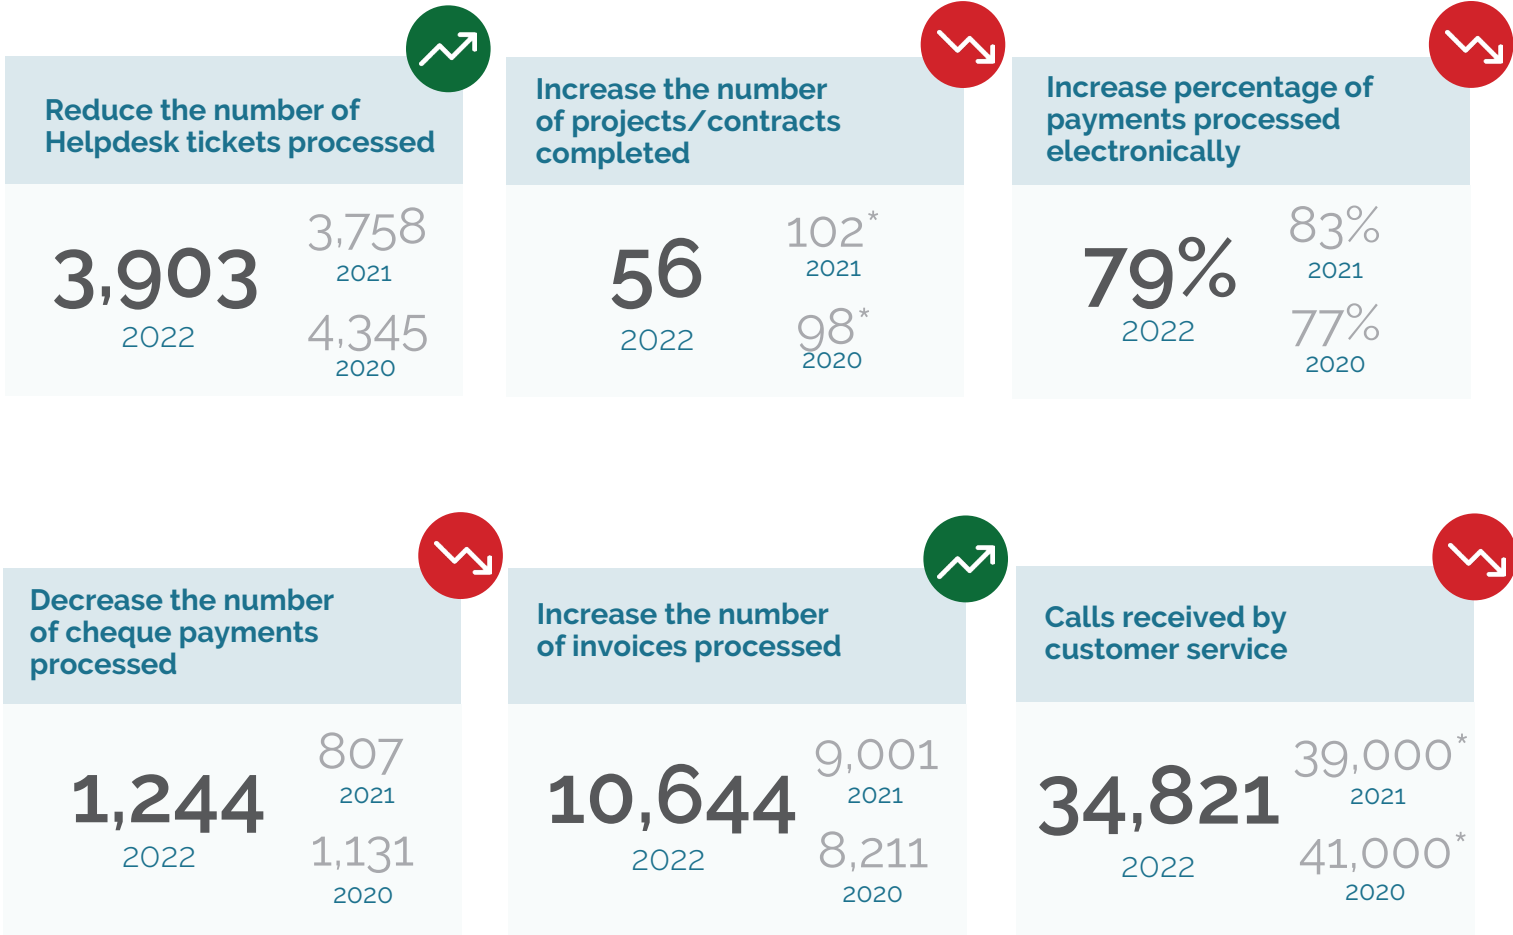 Reduce the number of
Helpdesk tickets processed
3,903
2022
3,758
2021
4,345
2020
Increase the number
of projects/contracts
completed
56
2022
102*
2021
98*
2020
Increase percentage of
payments processed
electronically
79%
2022
83%
2021
77%
2020
Decrease the number
of cheque payments
processed
1,244
2022
807
2021
1,131
2020
Increase the number
of invoices processed
10,644
2022
9,001
2021
8,211
2020
Calls received by
customer service
34,821
2022
39,000*
2021
41,000*
2020